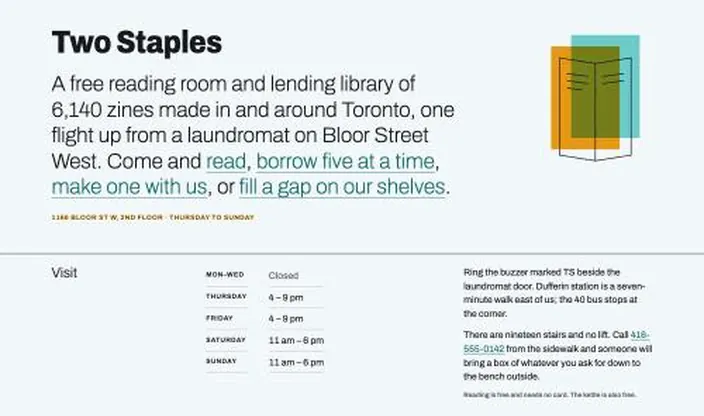 Two Staples
A free reading room and lending library of
6,140 zines made in and around Toronto, one
flight up from a laundromat on Bloor Street
West. Come and read, borrow five at a time,
make one with us, or fill a gap on our shelves.
1166 BLOOR ST W, 2ND FLOOR · THURSDAY TO SUNDAY
Visit
MON–WED Closed
THURSDAY 4 – 9 pm
FRIDAY 4 – 9 pm
SATURDAY 11 am – 6 pm
SUNDAY 11 am – 6 pm
Ring the buzzer marked TS beside the
laundromat door. Dufferin station is a seven-
minute walk east of us; the 40 bus stops at
the corner.
There are nineteen stairs and no lift. Call 416-
555-0142 from the sidewalk and someone will
bring a box of whatever you ask for down to
the bench outside.
Reading is free and needs no card. The kettle is also free.